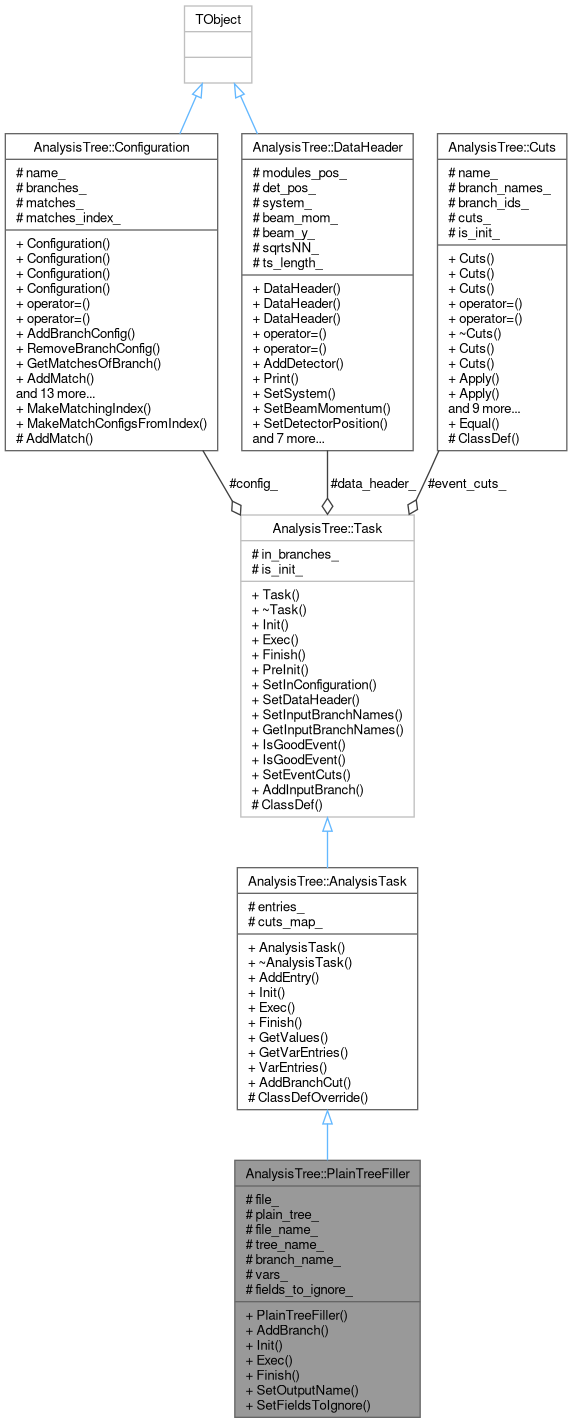 TObject
AnalysisTree::Configuration
# name_
# branches_
# matches_
# matches_index_
+ Configuration()
+ Configuration()
+ Configuration()
+ Configuration()
+ operator=()
+ operator=()
+ AddBranchConfig()
+ RemoveBranchConfig()
+ GetMatchesOfBranch()
+ AddMatch()
and 13 more...
+ MakeMatchingIndex()
+ MakeMatchConfigsFromIndex()
# AddMatch()
AnalysisTree::DataHeader
# modules_pos_
# det_pos_
# system_
# beam_mom_
# beam_y_
# sqrtsNN_
# ts_length_
+ DataHeader()
+ DataHeader()
+ DataHeader()
+ operator=()
+ operator=()
+ AddDetector()
+ Print()
+ SetSystem()
+ SetBeamMomentum()
+ SetDetectorPosition()
and 7 more...
AnalysisTree::Cuts
# name_
# branch_names_
# branch_ids_
# cuts_
# is_init_
+ Cuts()
+ Cuts()
+ Cuts()
+ operator=()
+ operator=()
+ ~Cuts()
+ Cuts()
+ Cuts()
+ Apply()
+ Apply()
and 9 more...
+ Equal()
# ClassDef()
#config_
#data_header_
#event_cuts_
AnalysisTree::Task
# in_branches_
# is_init_
+ Task()
+ ~Task()
+ Init()
+ Exec()
+ Finish()
+ PreInit()
+ SetInConfiguration()
+ SetDataHeader()
+ SetInputBranchNames()
+ GetInputBranchNames()
+ IsGoodEvent()
+ IsGoodEvent()
+ SetEventCuts()
+ AddInputBranch()
# ClassDef()
AnalysisTree::AnalysisTask
# entries_
# cuts_map_
+ AnalysisTask()
+ ~AnalysisTask()
+ AddEntry()
+ Init()
+ Exec()
+ Finish()
+ GetValues()
+ GetVarEntries()
+ VarEntries()
+ AddBranchCut()
# ClassDefOverride()
AnalysisTree::PlainTreeFiller
# file_
# plain_tree_
# file_name_
# tree_name_
# branch_name_
# vars_
# fields_to_ignore_
+ PlainTreeFiller()
+ AddBranch()
+ Init()
+ Exec()
+ Finish()
+ SetOutputName()
+ SetFieldsToIgnore()